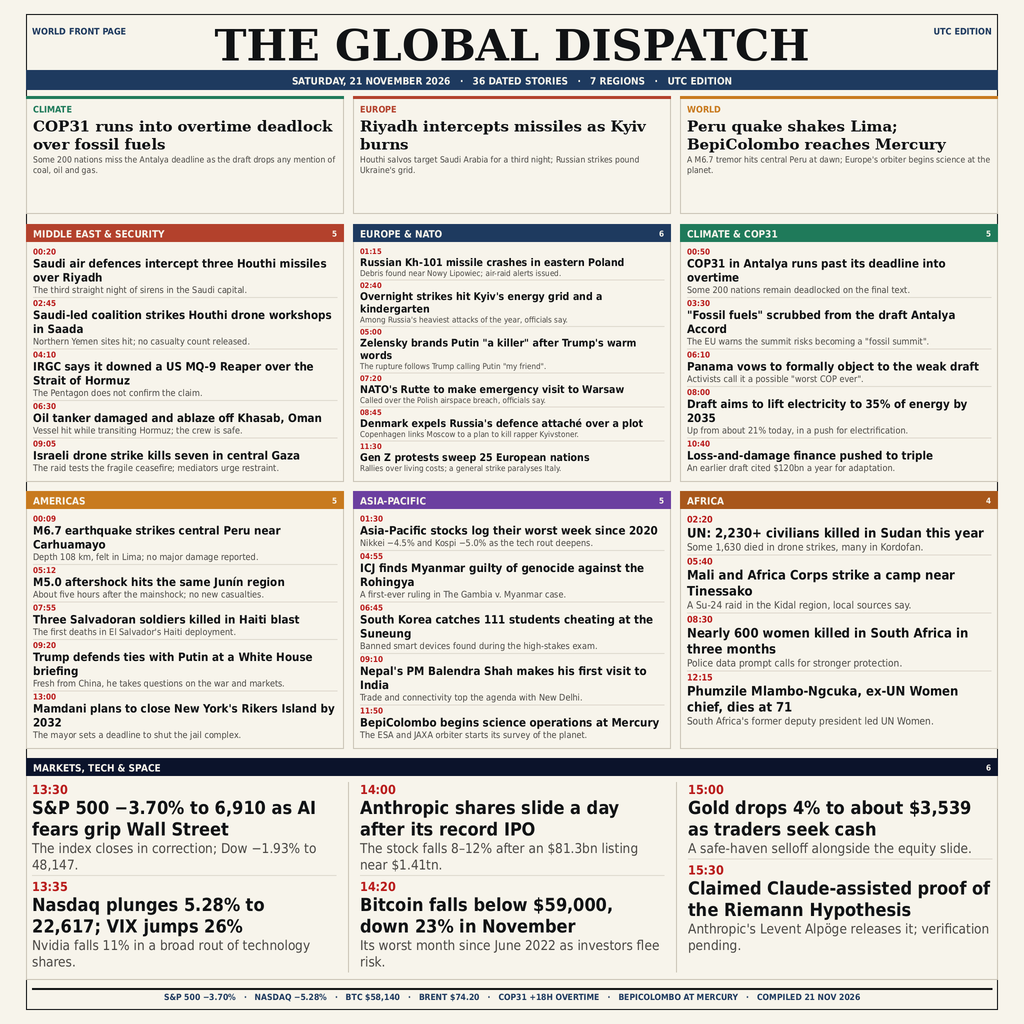 WORLD FRONT PAGE
THE GLOBAL DISPATCH
UTC EDITION
SATURDAY, 21 NOVEMBER 2026 · 36 DATED STORIES · 7 REGIONS · UTC EDITION
CLIMATE
COP31 runs into overtime deadlock
over fossil fuels
Some 200 nations miss the Antalya deadline as the draft drops any mention of
coal, oil and gas.
EUROPE
Riyadh intercepts missiles as Kyiv
burns
Houthi salvos target Saudi Arabia for a third night; Russian strikes pound
Ukraine's grid.
WORLD
Peru quake shakes Lima;
BepiColombo reaches Mercury
A M6.7 tremor hits central Peru at dawn; Europe's orbiter begins science at the
planet.
MIDDLE EAST & SECURITY 5
00:20
Saudi air defences intercept three Houthi missiles
over Riyadh
The third straight night of sirens in the Saudi capital.
02:45
Saudi-led coalition strikes Houthi drone workshops
in Saada
Northern Yemen sites hit; no casualty count released.
04:10
IRGC says it downed a US MQ-9 Reaper over the
Strait of Hormuz
The Pentagon does not confirm the claim.
06:30
Oil tanker damaged and ablaze off Khasab, Oman
Vessel hit while transiting Hormuz; the crew is safe.
09:05
Israeli drone strike kills seven in central Gaza
The raid tests the fragile ceasefire; mediators urge restraint.
EUROPE & NATO 6
01:15
Russian Kh-101 missile crashes in eastern Poland
Debris found near Nowy Lipowiec; air-raid alerts issued.
02:40
Overnight strikes hit Kyiv's energy grid and a
kindergarten
Among Russia's heaviest attacks of the year, officials say.
05:00
Zelensky brands Putin "a killer" after Trump's warm
words
The rupture follows Trump calling Putin "my friend".
07:20
NATO's Rutte to make emergency visit to Warsaw
Called over the Polish airspace breach, officials say.
08:45
Denmark expels Russia's defence attaché over a plot
Copenhagen links Moscow to a plan to kill rapper Kyivstoner.
11:30
Gen Z protests sweep 25 European nations
Rallies over living costs; a general strike paralyses Italy.
CLIMATE & COP31 5
00:50
COP31 in Antalya runs past its deadline into
overtime
Some 200 nations remain deadlocked on the final text.
03:30
"Fossil fuels" scrubbed from the draft Antalya
Accord
The EU warns the summit risks becoming a "fossil summit".
06:10
Panama vows to formally object to the weak draft
Activists call it a possible "worst COP ever".
08:00
Draft aims to lift electricity to 35% of energy by
2035
Up from about 21% today, in a push for electrification.
10:40
Loss-and-damage finance pushed to triple
An earlier draft cited $120bn a year for adaptation.
AMERICAS 5
00:09
M6.7 earthquake strikes central Peru near
Carhuamayo
Depth 108 km, felt in Lima; no major damage reported.
05:12
M5.0 aftershock hits the same Junín region
About five hours after the mainshock; no new casualties.
07:55
Three Salvadoran soldiers killed in Haiti blast
The first deaths in El Salvador's Haiti deployment.
09:20
Trump defends ties with Putin at a White House
briefing
Fresh from China, he takes questions on the war and markets.
13:00
Mamdani plans to close New York's Rikers Island by
2032
The mayor sets a deadline to shut the jail complex.
ASIA-PACIFIC 5
01:30
Asia-Pacific stocks log their worst week since 2020
Nikkei −4.5% and Kospi −5.0% as the tech rout deepens.
04:55
ICJ finds Myanmar guilty of genocide against the
Rohingya
A first-ever ruling in The Gambia v. Myanmar case.
06:45
South Korea catches 111 students cheating at the
Suneung
Banned smart devices found during the high-stakes exam.
09:10
Nepal's PM Balendra Shah makes his first visit to
India
Trade and connectivity top the agenda with New Delhi.
11:50
BepiColombo begins science operations at Mercury
The ESA and JAXA orbiter starts its survey of the planet.
AFRICA 4
02:20
UN: 2,230+ civilians killed in Sudan this year
Some 1,630 died in drone strikes, many in Kordofan.
05:40
Mali and Africa Corps strike a camp near
Tinessako
A Su-24 raid in the Kidal region, local sources say.
08:30
Nearly 600 women killed in South Africa in
three months
Police data prompt calls for stronger protection.
12:15
Phumzile Mlambo-Ngcuka, ex-UN Women
chief, dies at 71
South Africa's former deputy president led UN Women.
MARKETS, TECH & SPACE 6
13:30
S&P 500 −3.70% to 6,910 as AI
fears grip Wall Street
The index closes in correction; Dow −1.93% to
48,147.
13:35
Nasdaq plunges 5.28% to
22,617; VIX jumps 26%
Nvidia falls 11% in a broad rout of technology
shares.
14:00
Anthropic shares slide a day
after its record IPO
The stock falls 8–12% after an $81.3bn listing
near $1.41tn.
14:20
Bitcoin falls below $59,000,
down 23% in November
Its worst month since June 2022 as investors flee
risk.
15:00
Gold drops 4% to about $3,539
as traders seek cash
A safe-haven selloff alongside the equity slide.
15:30
Claimed Claude-assisted proof of
the Riemann Hypothesis
Anthropic's Levent Alpöge releases it; verification
pending.
S&P 500 −3.70% · NASDAQ −5.28% · BTC $58,140 · BRENT $74.20 · COP31 +18H OVERTIME · BEPICOLOMBO AT MERCURY · COMPILED 21 NOV 2026